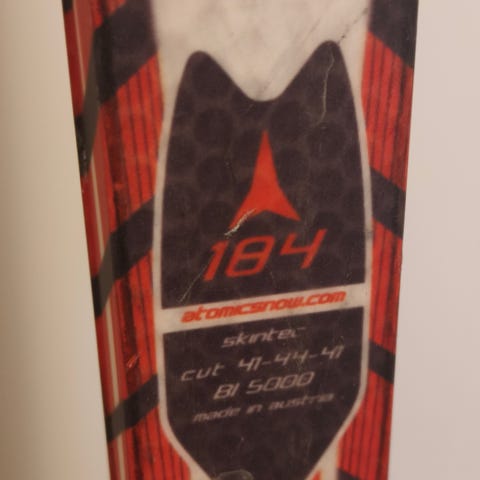 184
atomicsnow.com
skintec
cut 41-44-41
BI 5000
made in austria